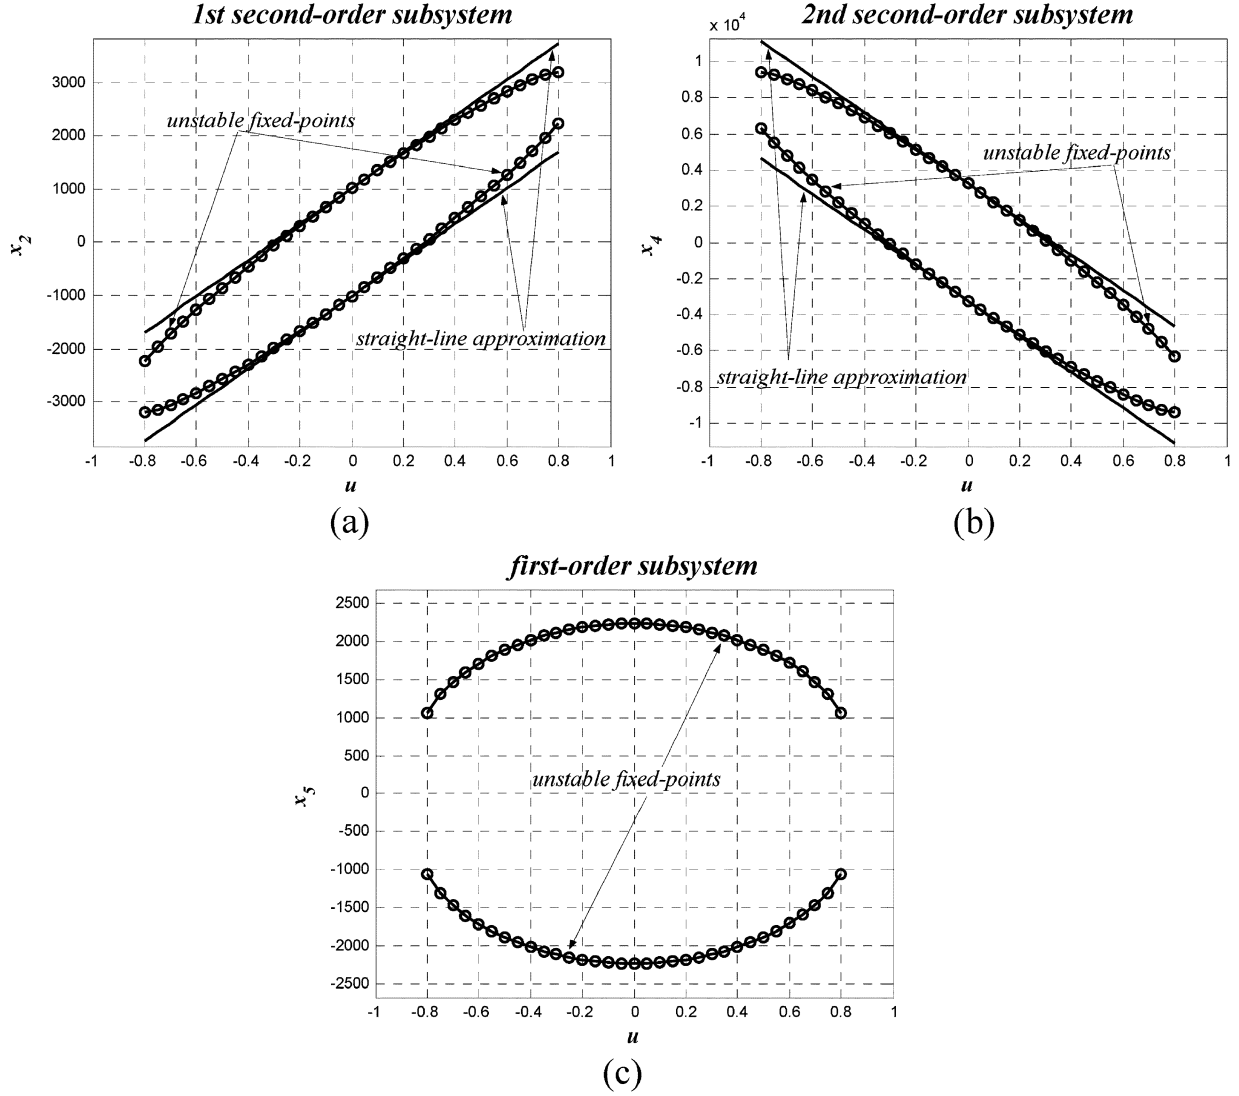 1st second-order subsystem
3000
2000
1000
0
-1000
-2000
-3000
x2
unstable fixed-points
straight-line approximation
-1 -0.8 -0.6 -0.4 -0.2 0 0.2 0.4 0.6 0.8 1
u
(a)
2nd second-order subsystem
x 10^4
1
0.8
0.6
0.4
0.2
0
-0.2
-0.4
-0.6
-0.8
-1
x4
unstable fixed-points
straight-line approximation
-1 -0.8 -0.6 -0.4 -0.2 0 0.2 0.4 0.6 0.8 1
u
(b)
first-order subsystem
2500
2000
1500
1000
500
0
-500
-1000
-1500
-2000
-2500
x5
unstable fixed-points
-1 -0.8 -0.6 -0.4 -0.2 0 0.2 0.4 0.6 0.8 1
u
(c)